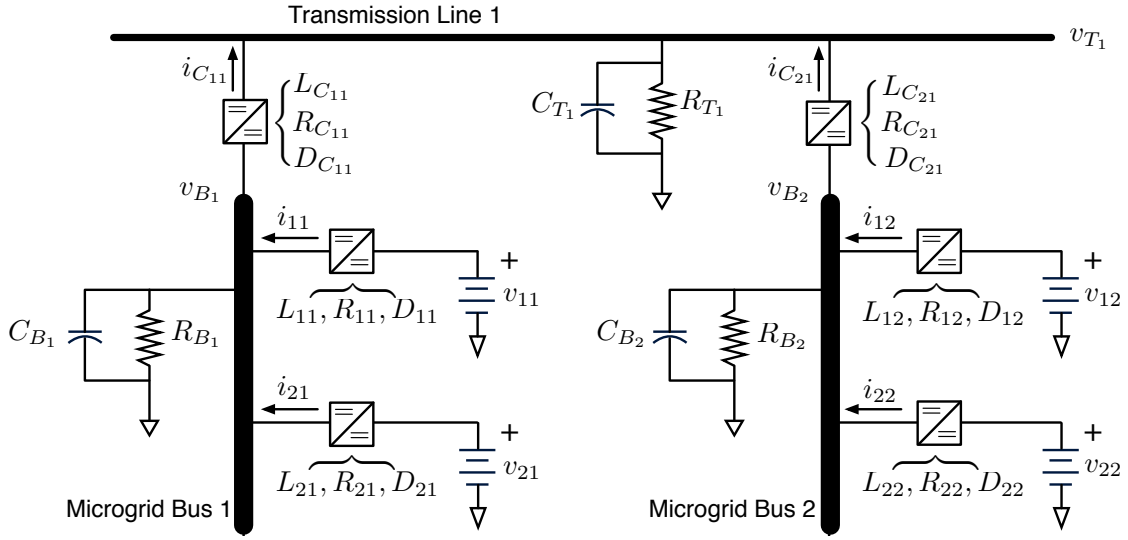 Transmission Line 1
v_{T_1}
i_{C_{11}}
L_{C_{11}}
R_{C_{11}}
D_{C_{11}}
C_{T_1}
R_{T_1}
i_{C_{21}}
L_{C_{21}}
R_{C_{21}}
D_{C_{21}}
v_{B_1}
i_{11}
+
v_{11}
L_{11}, R_{11}, D_{11}
C_{B_1}
R_{B_1}
i_{21}
+
v_{21}
L_{21}, R_{21}, D_{21}
Microgrid Bus 1
v_{B_2}
i_{12}
+
v_{12}
L_{12}, R_{12}, D_{12}
C_{B_2}
R_{B_2}
i_{22}
+
v_{22}
L_{22}, R_{22}, D_{22}
Microgrid Bus 2